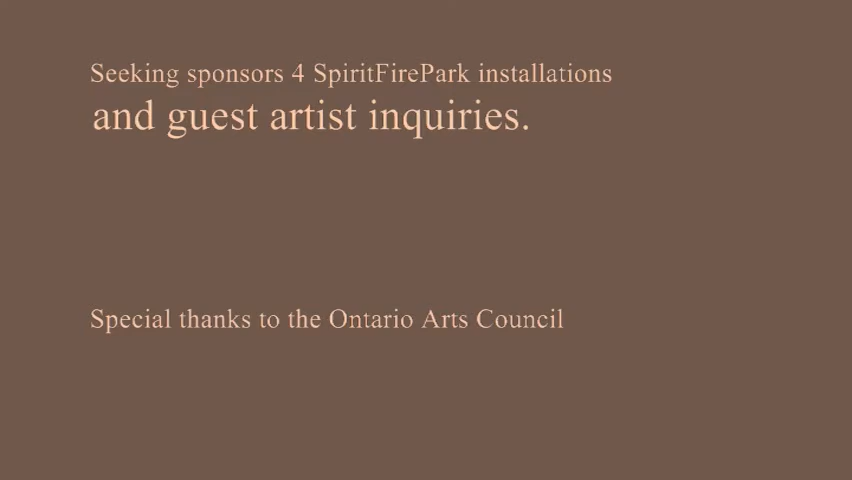 Seeking sponsors 4 SpiritFirePark installations
and guest artist inquiries.
Special thanks to the Ontario Arts Council